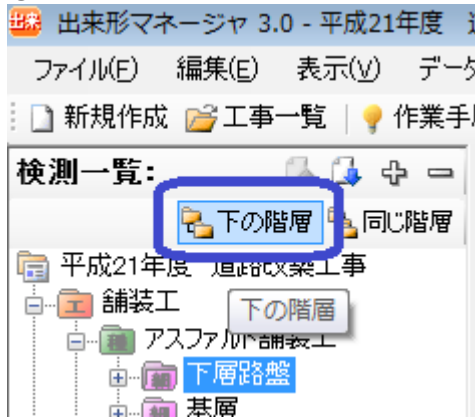 出来 出来形マネージャ 3.0 - 平成21年度
ファイル(F) 編集(E) 表示(V) データ
新規作成 工事一覧 作業手
検測一覧:
下の階層 同じ階層
平成21年度 道路改築工事
工 舗装工
下の階層
種 アスファルト舗装工
細 下層路盤
細 基層